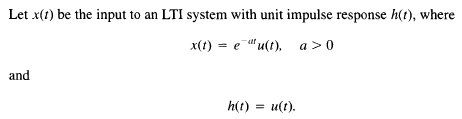 Let x(t) be the input to an LTI system with unit impulse response h(t), where
x(t) = e^{-at}u(t), a > 0
and
h(t) = u(t).